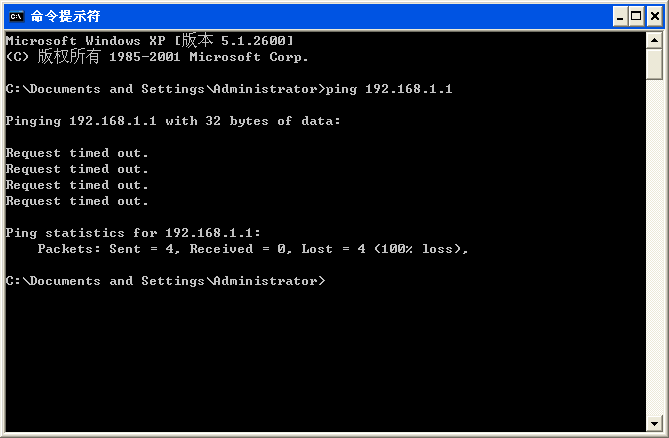 命令提示符
Microsoft Windows XP [版本 5.1.2600]
(C) 版权所有 1985-2001 Microsoft Corp.
C:\Documents and Settings\Administrator>ping 192.168.1.1
Pinging 192.168.1.1 with 32 bytes of data:
Request timed out.
Request timed out.
Request timed out.
Request timed out.
Ping statistics for 192.168.1.1:
Packets: Sent = 4, Received = 0, Lost = 4 (100% loss),
C:\Documents and Settings\Administrator>